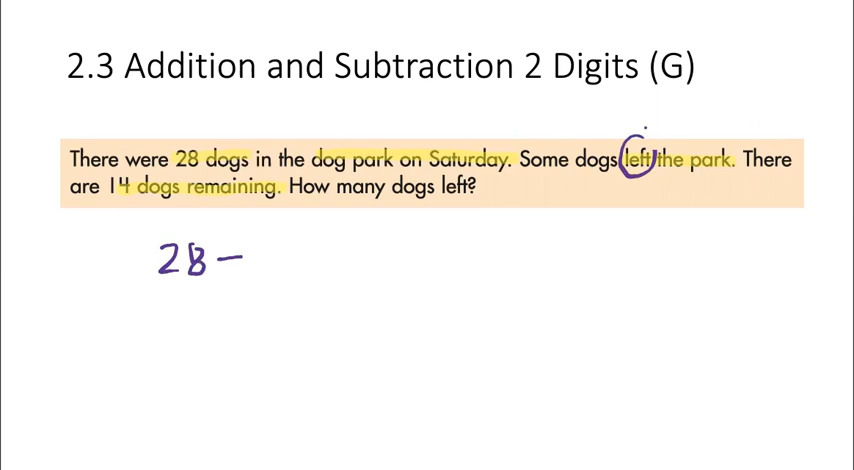 2.3 Addition and Subtraction 2 Digits (G)
There were 28 dogs in the dog park on Saturday. Some dogs left the park. There
are 14 dogs remaining. How many dogs left?
28 –